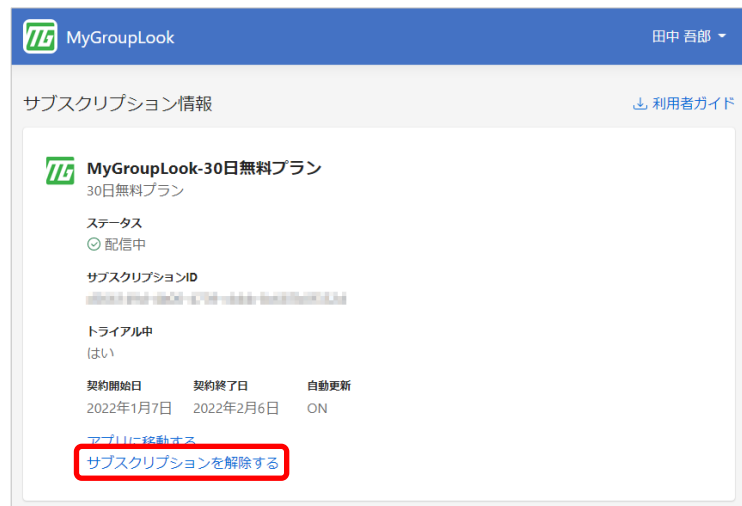 MyGroupLook
田中 吾郎
サブスクリプション情報
利用者ガイド
MyGroupLook-30日無料プラン
30日無料プラン
ステータス
配信中
サブスクリプションID
トライアル中
はい
契約開始日 契約終了日 自動更新
2022年1月7日 2022年2月6日 ON
アプリに移動する
サブスクリプションを解除する